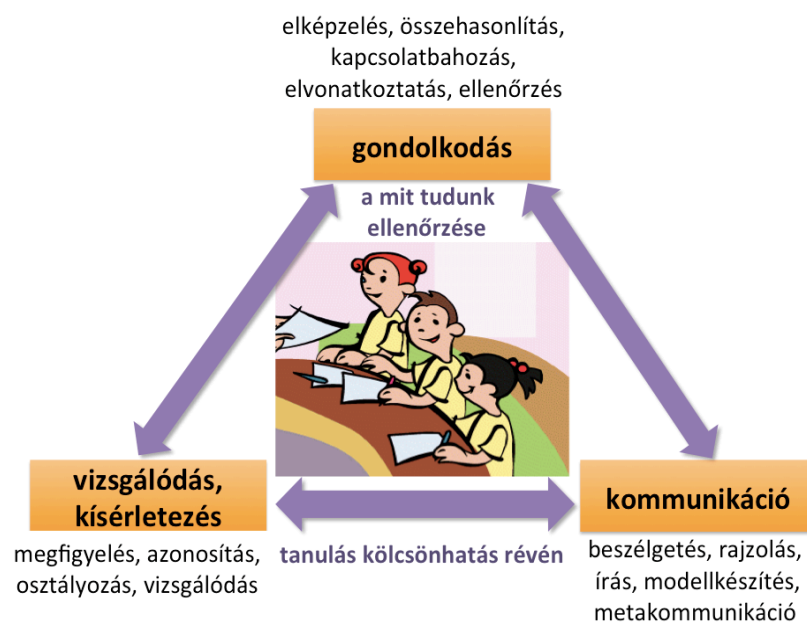 elképzelés, összehasonlítás,
kapcsolatbahozás,
elvonatkoztatás, ellenőrzés
gondolkodás
a mit tudunk
ellenőrzése
vizsgálódás,
kísérletezés
kommunikáció
megfigyelés, azonosítás,
osztályozás, vizsgálódás
tanulás kölcsönhatás révén
beszélgetés, rajzolás,
írás, modellkészítés,
metakommunikáció